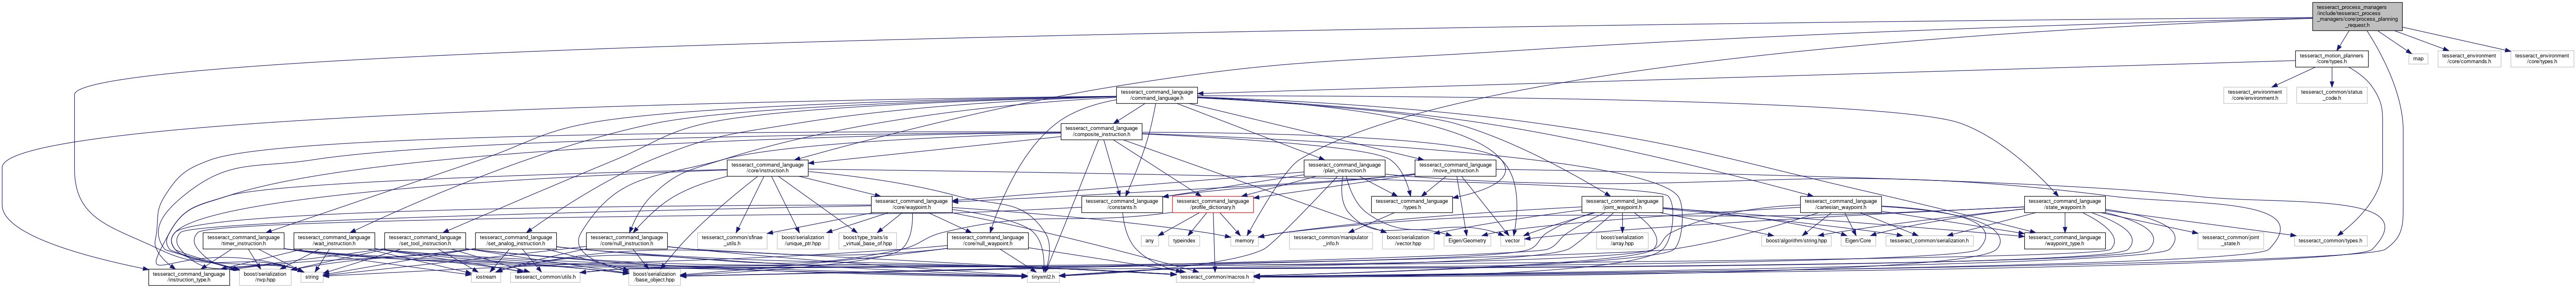 tesseract_process_managers
/include/tesseract_process
_managers/core/process_planning
_request.h
tesseract_motion_planners
/core/types.h
map
tesseract_environment
/core/commands.h
tesseract_environment
/core/types.h
tesseract_command_language
/command_language.h
tesseract_environment
/core/environment.h
tesseract_common/status
_code.h
tesseract_command_language
/composite_instruction.h
tesseract_command_language
/core/instruction.h
tesseract_command_language
/plan_instruction.h
tesseract_command_language
/move_instruction.h
tesseract_command_language
/core/waypoint.h
tesseract_command_language
/constants.h
tesseract_command_language
/profile_dictionary.h
tesseract_command_language
/types.h
tesseract_command_language
/joint_waypoint.h
tesseract_command_language
/cartesian_waypoint.h
tesseract_command_language
/state_waypoint.h
tesseract_command_language
/timer_instruction.h
tesseract_command_language
/wait_instruction.h
tesseract_command_language
/set_tool_instruction.h
tesseract_command_language
/set_analog_instruction.h
tesseract_command_language
/core/null_instruction.h
tesseract_common/sfinae
_utils.h
boost/serialization
/unique_ptr.hpp
boost/type_traits/is
_virtual_base_of.hpp
tesseract_command_language
/core/null_waypoint.h
any
typeindex
memory
tesseract_common/manipulator
_info.h
boost/serialization
/vector.hpp
Eigen/Geometry
vector
boost/serialization
/array.hpp
boost/algorithm/string.hpp
Eigen/Core
tesseract_common/serialization.h
tesseract_command_language
/waypoint_type.h
tesseract_common/joint
_state.h
tesseract_common/types.h
tesseract_command_language
/instruction_type.h
boost/serialization
/nvp.hpp
string
iostream
tesseract_common/utils.h
boost/serialization
/base_object.hpp
tinyxml2.h
tesseract_common/macros.h